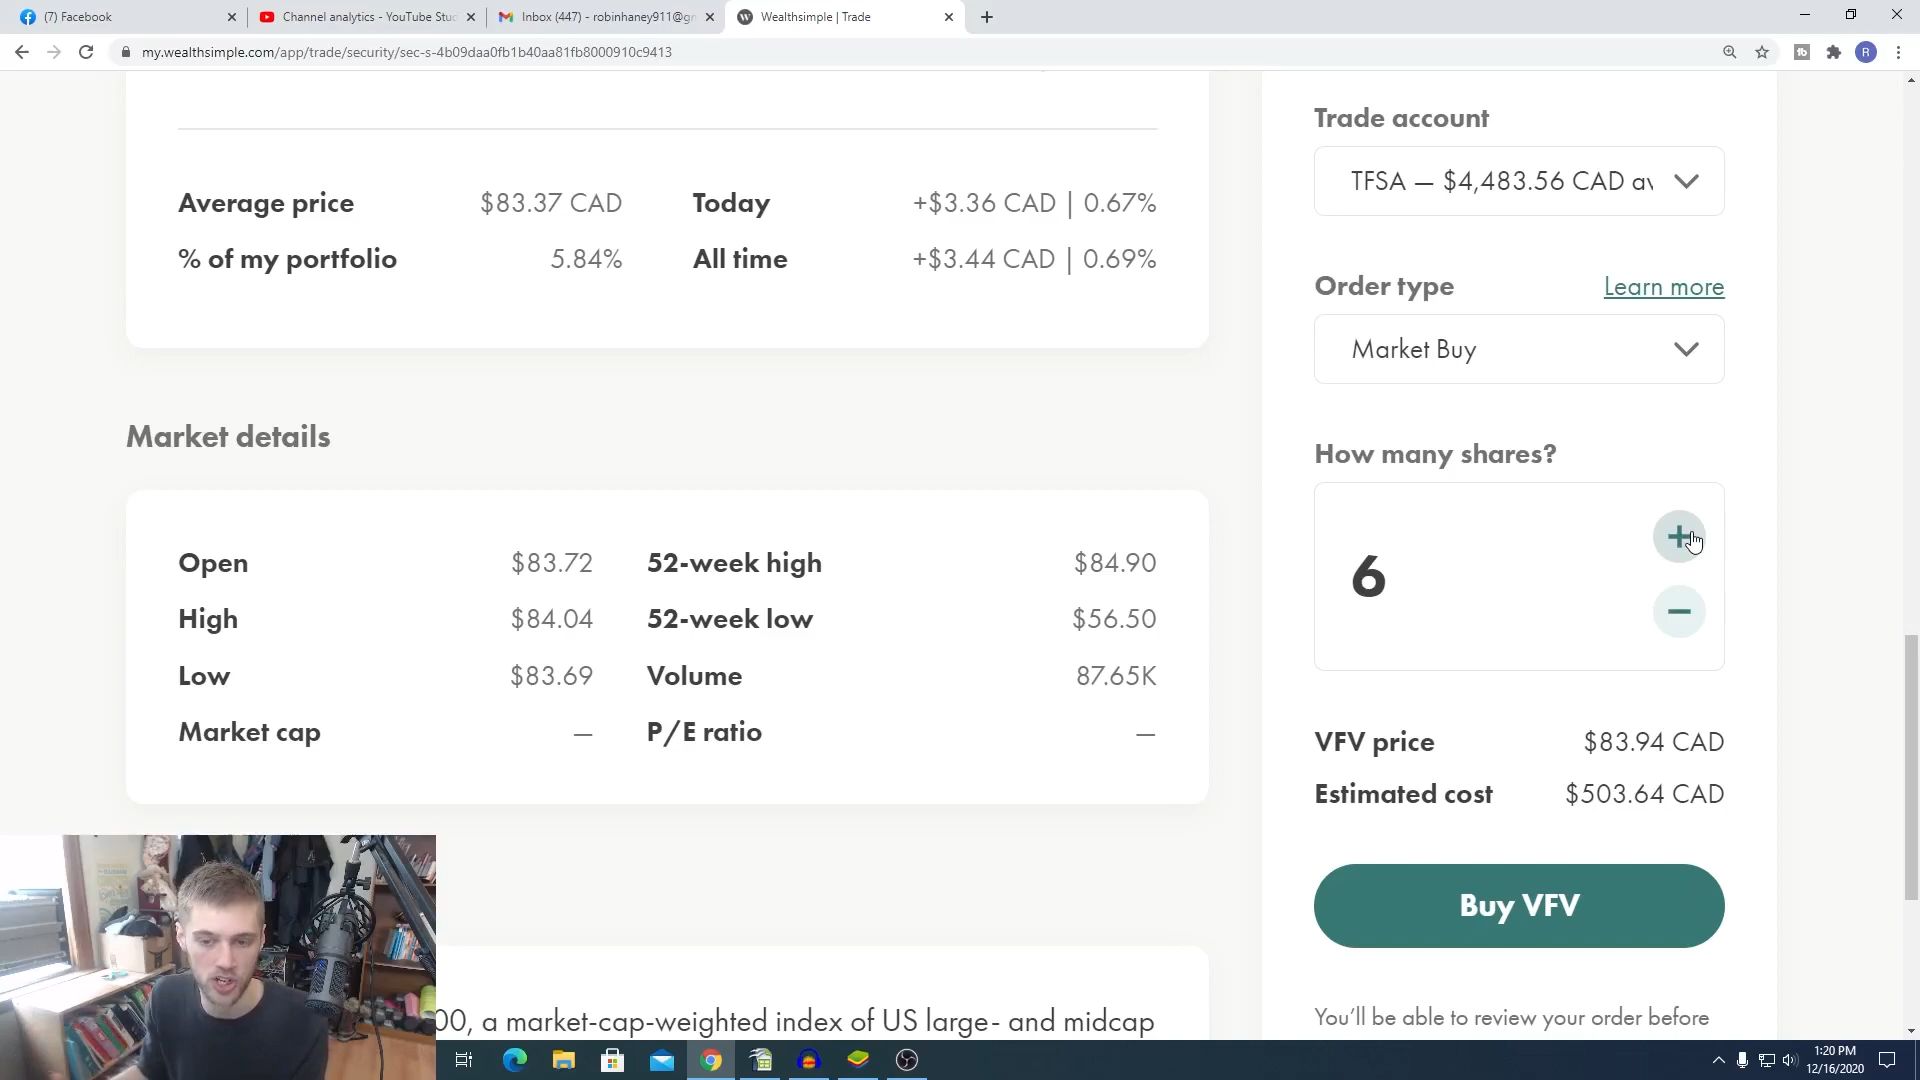 (7) Facebook
Channel analytics - YouTube Stu
Inbox (447) - robinhaney911@gm
Wealthsimple | Trade
my.wealthsimple.com/app/trade/security/sec-s-4b09daa0fb1b40aa81fb8000910c9413
R
Average price $83.37 CAD Today +$3.36 CAD | 0.67%
% of my portfolio 5.84% All time +$3.44 CAD | 0.69%
Market details
Open $83.72 52-week high $84.90
High $84.04 52-week low $56.50
Low $83.69 Volume 87.65K
Market cap — P/E ratio —
00, a market-cap-weighted index of US large- and midcap
Trade account
TFSA — $4,483.56 CAD av
Order type Learn more
Market Buy
How many shares?
6
VFV price $83.94 CAD
Estimated cost $503.64 CAD
Buy VFV
You'll be able to review your order before
1:20 PM
12/16/2020